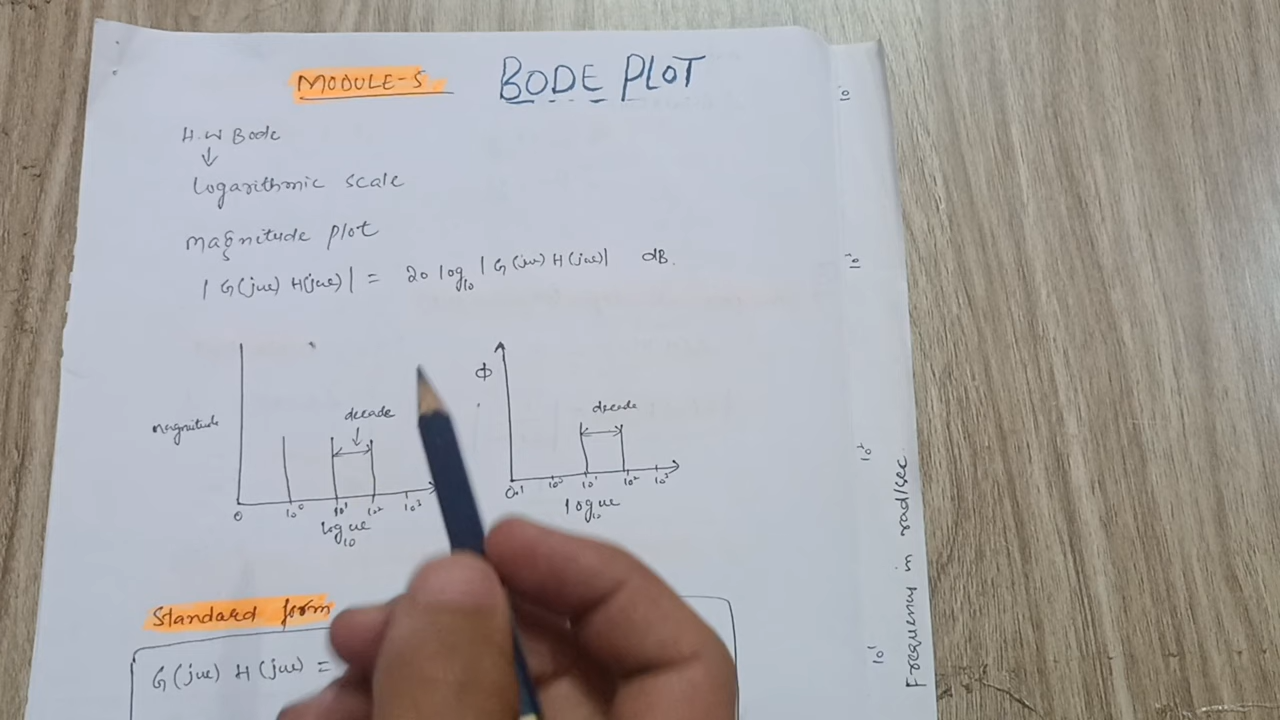 MODULE-5 BODE PLOT
H.W Bode
↓
Logarithmic scale
Magnitude plot
| G(jω) H(jω)| = 20 log₁₀ | G(jω) H(jω)| dB.
Magnitude
decade
0 10⁰ 10¹ 10² 10³
log ω
10
Φ
decade
0.1 10⁰ 10¹ 10² 10³
log ω
10
Standard form
G(jω) H(jω) =
Frequency in rad/sec
10¹